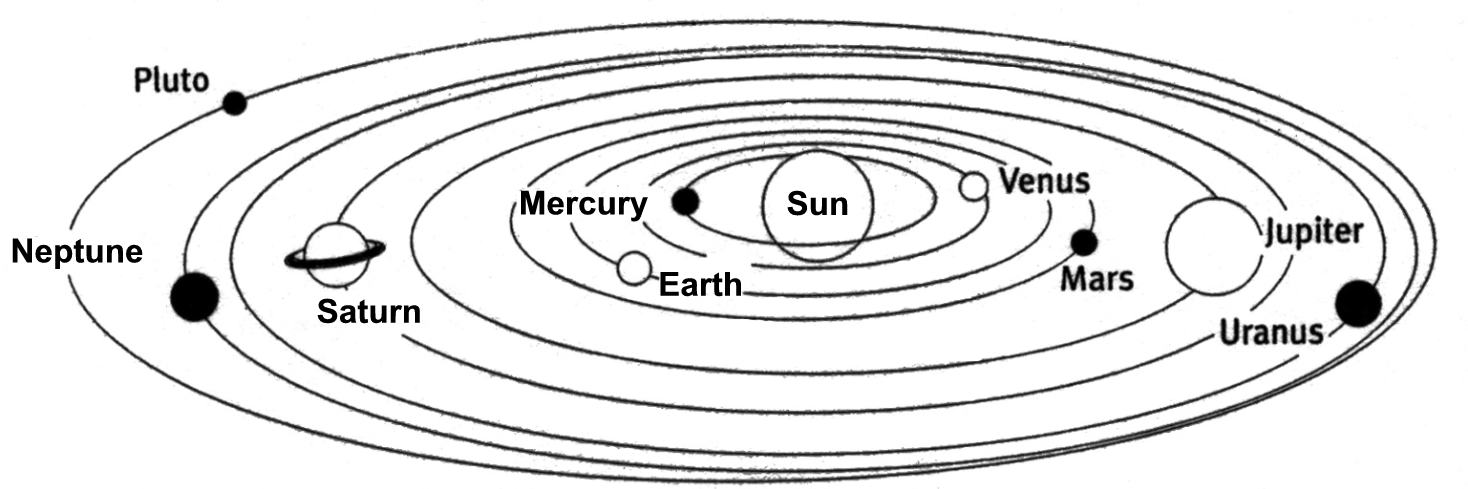 Pluto
Venus
Mercury
Sun
Jupiter
Neptune
Mars
Earth
Saturn
Uranus